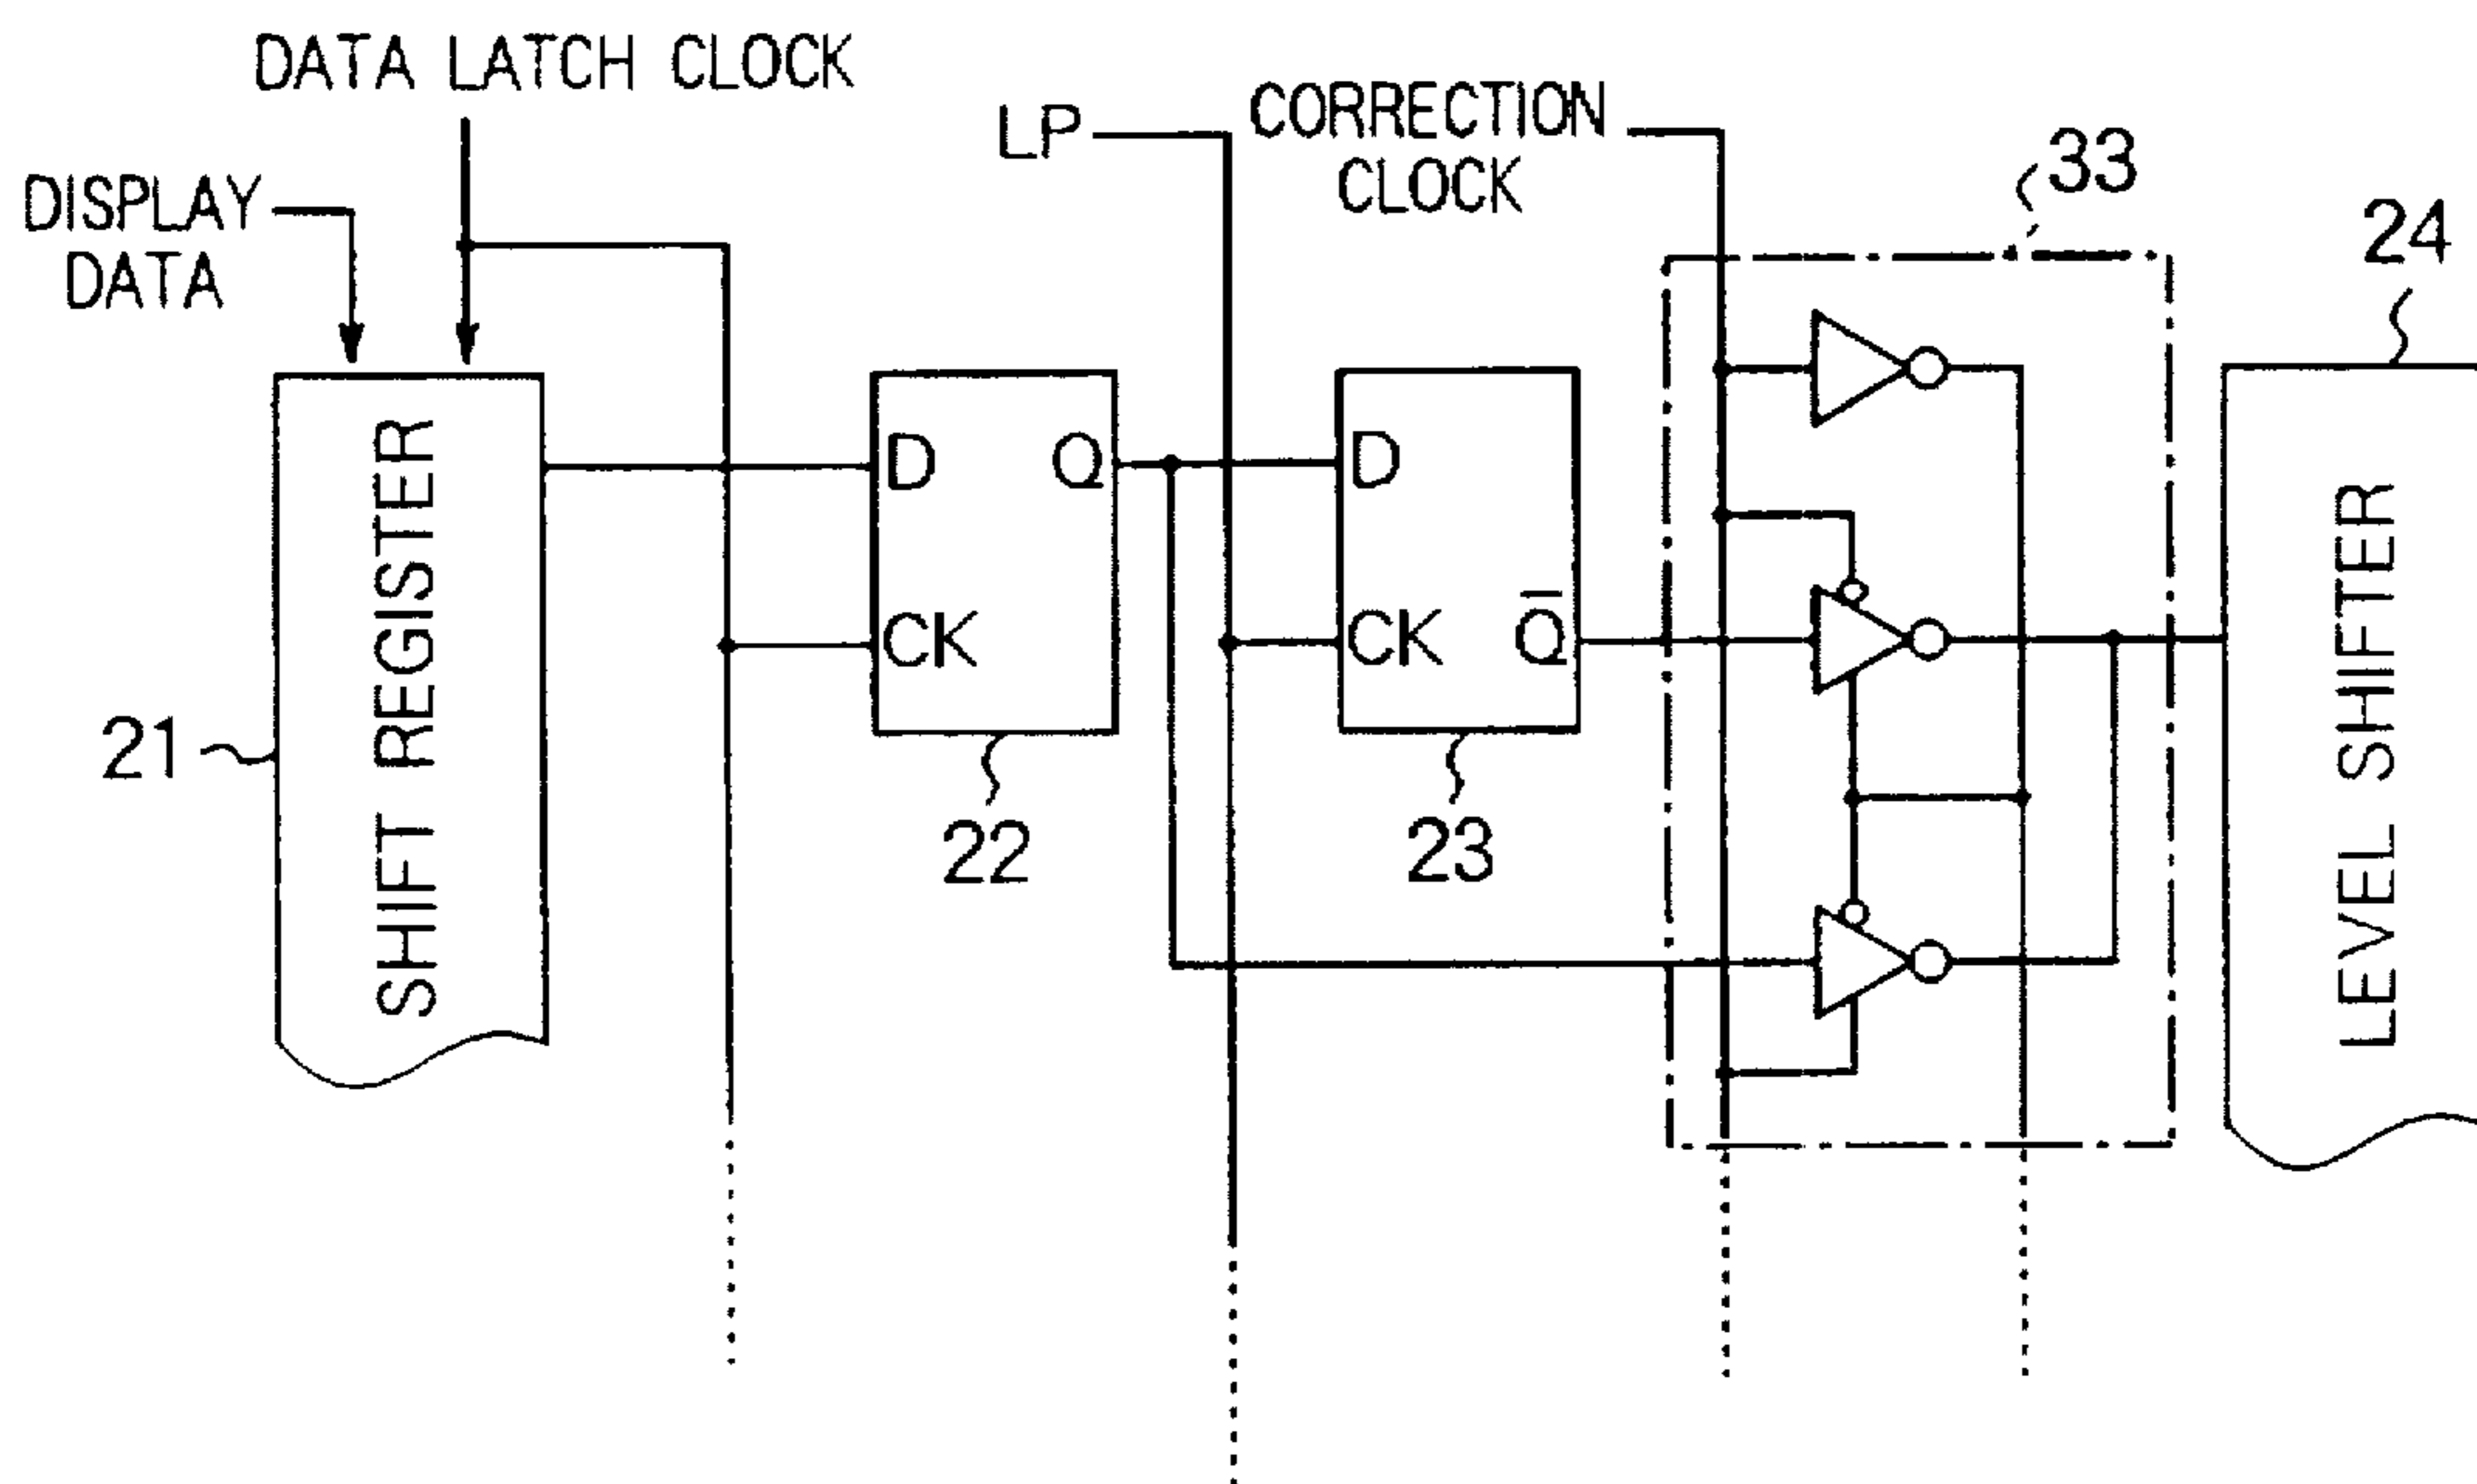 DATA LATCH CLOCK
DISPLAY
DATA
LP
CORRECTION
CLOCK
33
24
SHIFT REGISTER
21
D Q
CK
22
D
CK Q̅
23
LEVEL SHIFTER